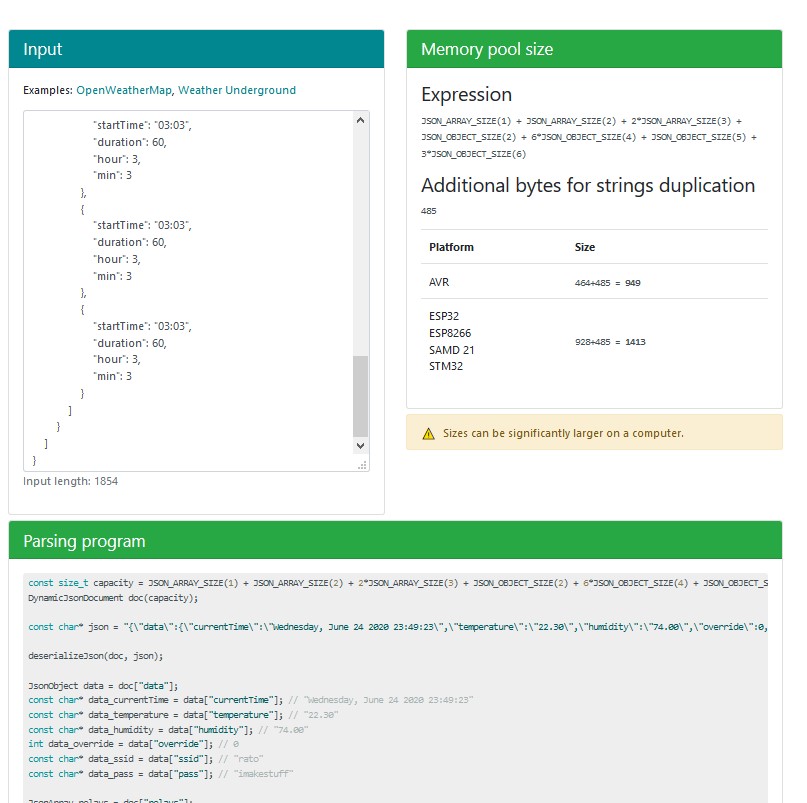 Input
Examples: OpenWeatherMap, Weather Underground
"startTime": "03:03",
"duration": 60,
"hour": 3,
"min": 3
},
{
"startTime": "03:03",
"duration": 60,
"hour": 3,
"min": 3
},
{
"startTime": "03:03",
"duration": 60,
"hour": 3,
"min": 3
}
]
}
]
}
Input length: 1854
Memory pool size
Expression
JSON_ARRAY_SIZE(1) + JSON_ARRAY_SIZE(2) + 2*JSON_ARRAY_SIZE(3) +
JSON_OBJECT_SIZE(2) + 6*JSON_OBJECT_SIZE(4) + JSON_OBJECT_SIZE(5) +
3*JSON_OBJECT_SIZE(6)
Additional bytes for strings duplication
485
Platform Size
AVR 464+485 = 949
ESP32
ESP8266
SAMD 21
STM32
928+485 = 1413
Sizes can be significantly larger on a computer.
Parsing program
const size_t capacity = JSON_ARRAY_SIZE(1) + JSON_ARRAY_SIZE(2) + 2*JSON_ARRAY_SIZE(3) + JSON_OBJECT_SIZE(2) + 6*JSON_OBJECT_SIZE(4) + JSON_OBJECT_S
DynamicJsonDocument doc(capacity);
const char* json = "{\"data\":{\"currentTime\":\"Wednesday, June 24 2020 23:49:23\",\"temperature\":\"22.30\",\"humidity\":\"74.00\",\"override\":0,
deserializeJson(doc, json);
JsonObject data = doc["data"];
const char* data_currentTime = data["currentTime"]; // "Wednesday, June 24 2020 23:49:23"
const char* data_temperature = data["temperature"]; // "22.30"
const char* data_humidity = data["humidity"]; // "74.00"
int data_override = data["override"]; // 0
const char* data_ssid = data["ssid"]; // "rato"
const char* data_pass = data["pass"]; // "imakestuff"
JsonArray relays = doc["relays"];